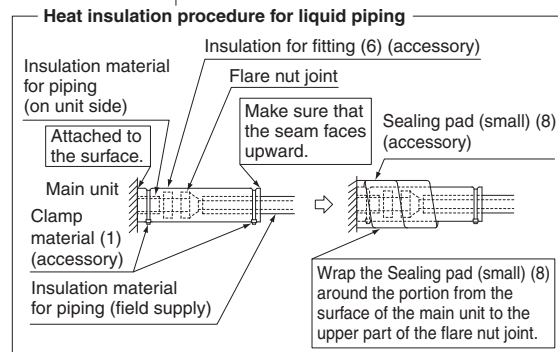 Heat insulation procedure for liquid piping
Insulation for fitting (6) (accessory)
Insulation material
for piping
(on unit side)
Flare nut joint
Attached to
the surface.
Make sure that
the seam faces
upward.
Sealing pad (small) (8)
(accessory)
Main unit
Clamp
material (1)
(accessory)
Insulation material
for piping (field supply)
Wrap the Sealing pad (small) (8)
around the portion from the
surface of the main unit to the
upper part of the flare nut joint.